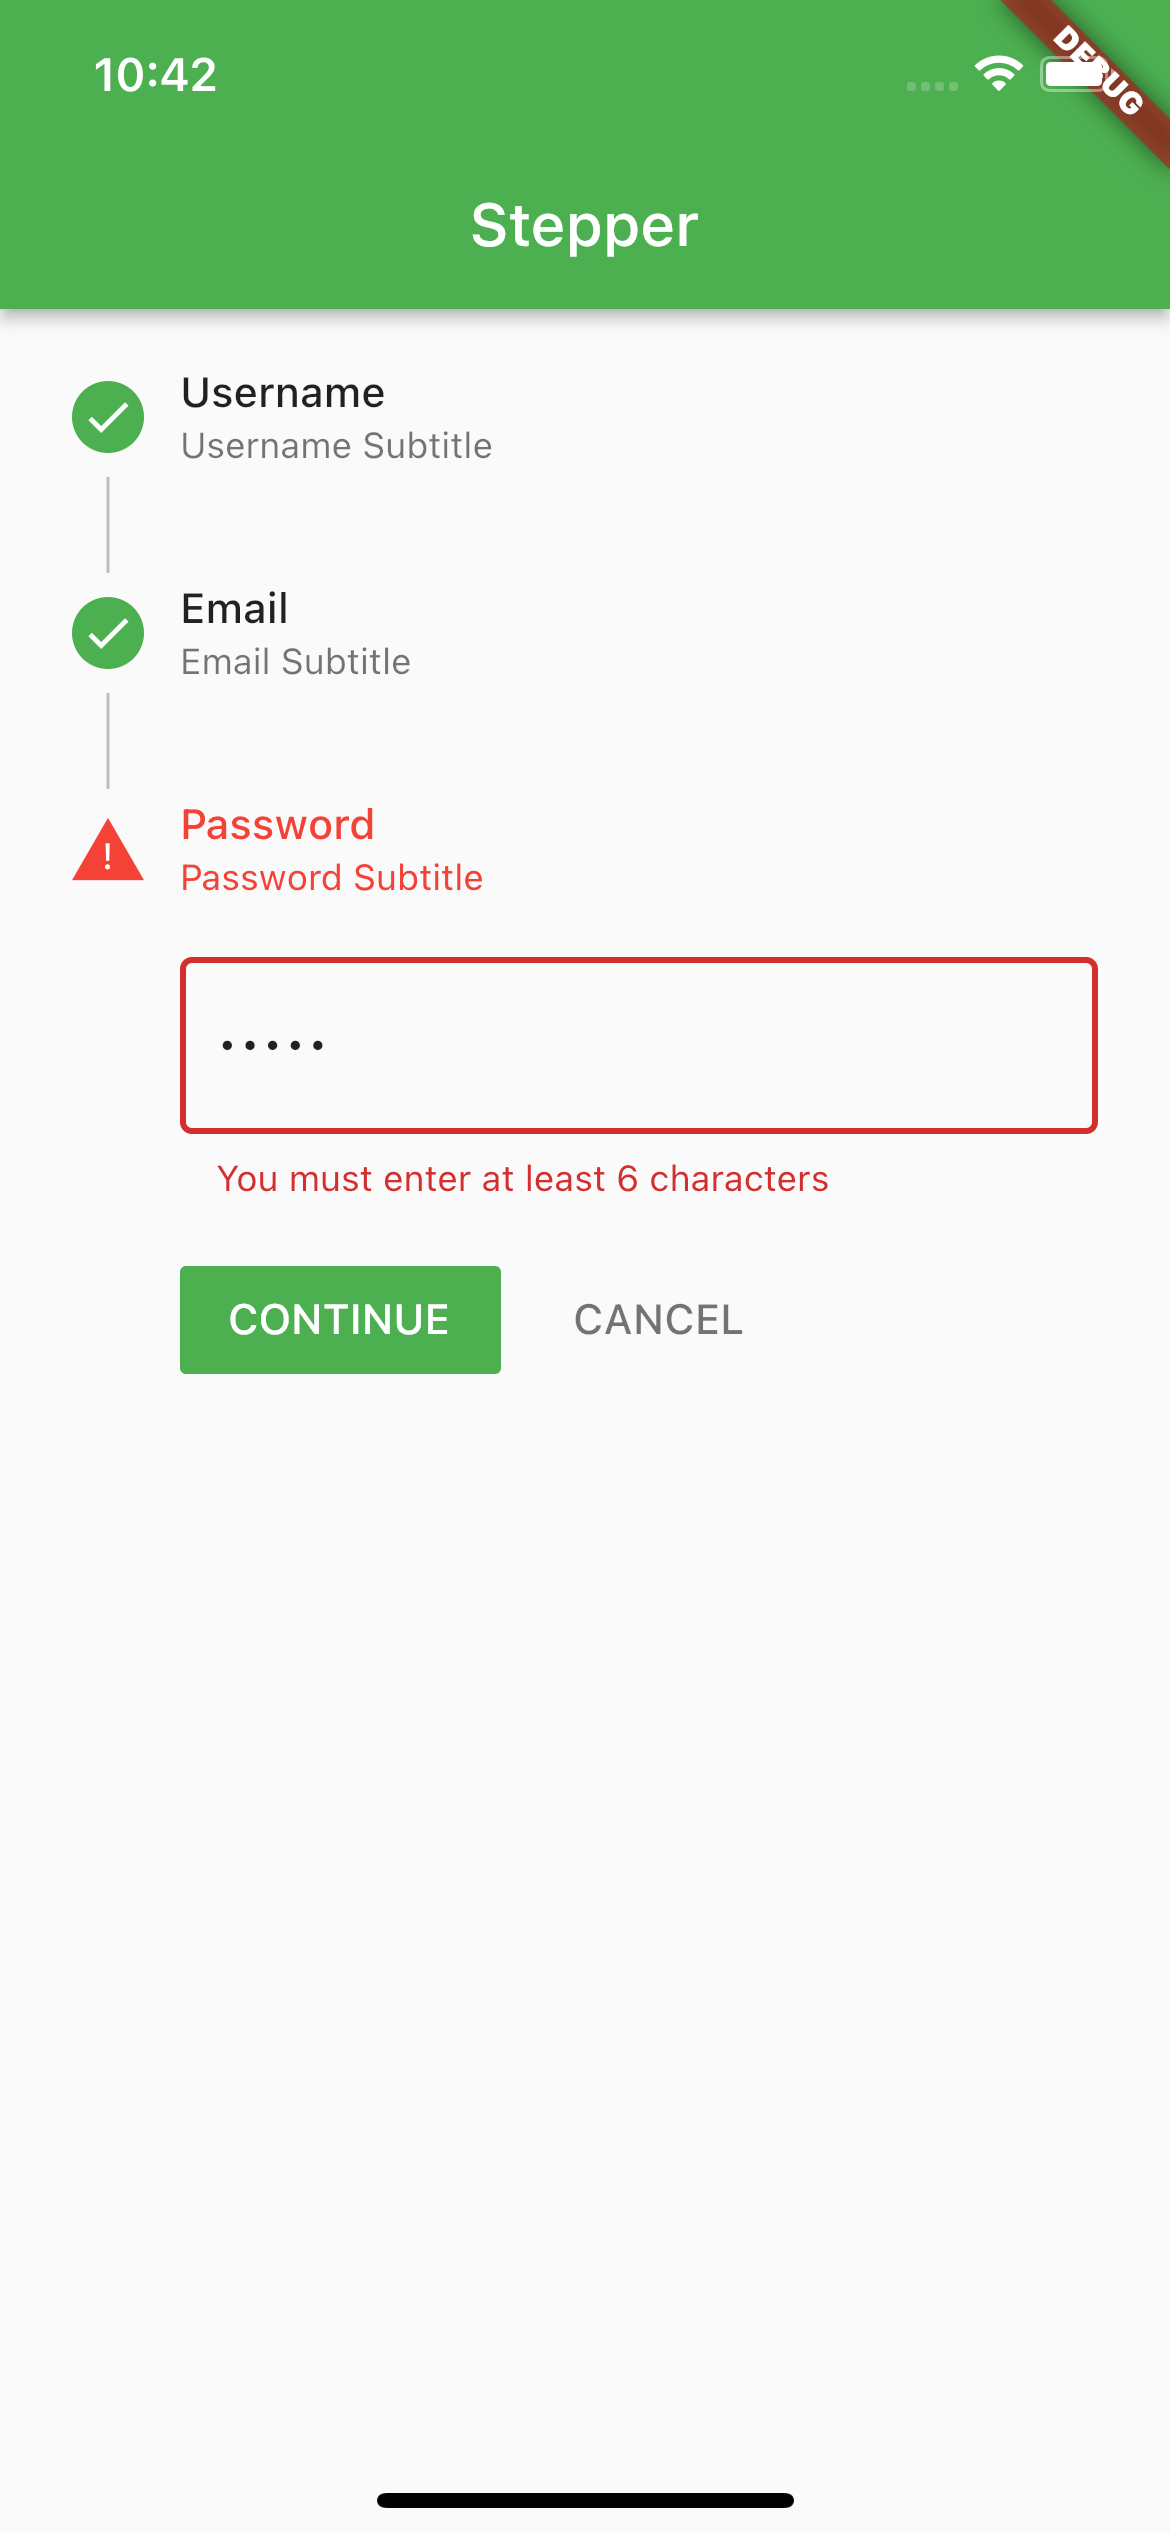 10:42
DEBUG
Stepper
Username
Username Subtitle
Email
Email Subtitle
Password
Password Subtitle
•••••
You must enter at least 6 characters
CONTINUE CANCEL